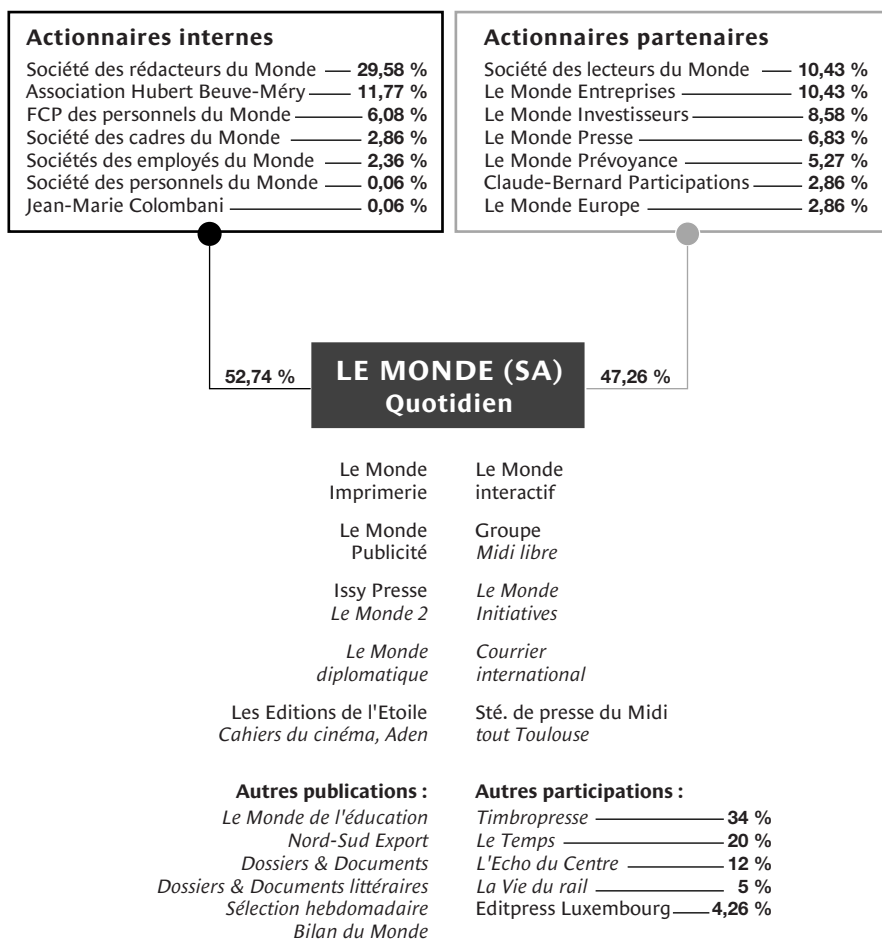 Actionnaires internes
Société des rédacteurs du Monde 29,58 %
Association Hubert Beuve-Méry 11,77 %
FCP des personnels du Monde 6,08 %
Société des cadres du Monde 2,86 %
Sociétés des employés du Monde 2,36 %
Société des personnels du Monde 0,06 %
Jean-Marie Colombani 0,06 %
Actionnaires partenaires
Société des lecteurs du Monde 10,43 %
Le Monde Entreprises 10,43 %
Le Monde Investisseurs 8,58 %
Le Monde Presse 6,83 %
Le Monde Prévoyance 5,27 %
Claude-Bernard Participations 2,86 %
Le Monde Europe 2,86 %
52,74 %
LE MONDE (SA)
Quotidien
47,26 %
Le Monde
Imprimerie
Le Monde
interactif
Le Monde
Publicité
Groupe
Midi libre
Issy Presse
Le Monde 2
Le Monde
Initiatives
Le Monde
diplomatique
Courrier
international
Les Editions de l'Etoile
Cahiers du cinéma, Aden
Sté. de presse du Midi
tout Toulouse
Autres publications :
Le Monde de l'éducation
Nord-Sud Export
Dossiers & Documents
Dossiers & Documents littéraires
Sélection hebdomadaire
Bilan du Monde
Autres participations :
Timbropresse 34 %
Le Temps 20 %
L'Echo du Centre 12 %
La Vie du rail 5 %
Editpress Luxembourg 4,26 %